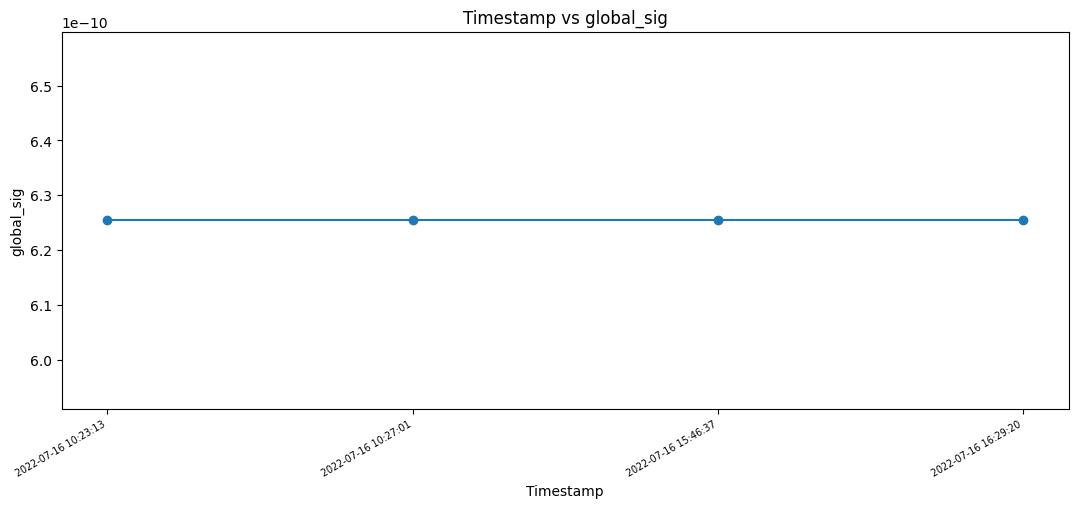 Timestamp vs global_sig
1e−10
6.5
6.4
6.3
6.2
6.1
6.0
global_sig
2022-07-16 10:23:13
2022-07-16 10:27:01
2022-07-16 15:46:37
2022-07-16 16:29:20
Timestamp